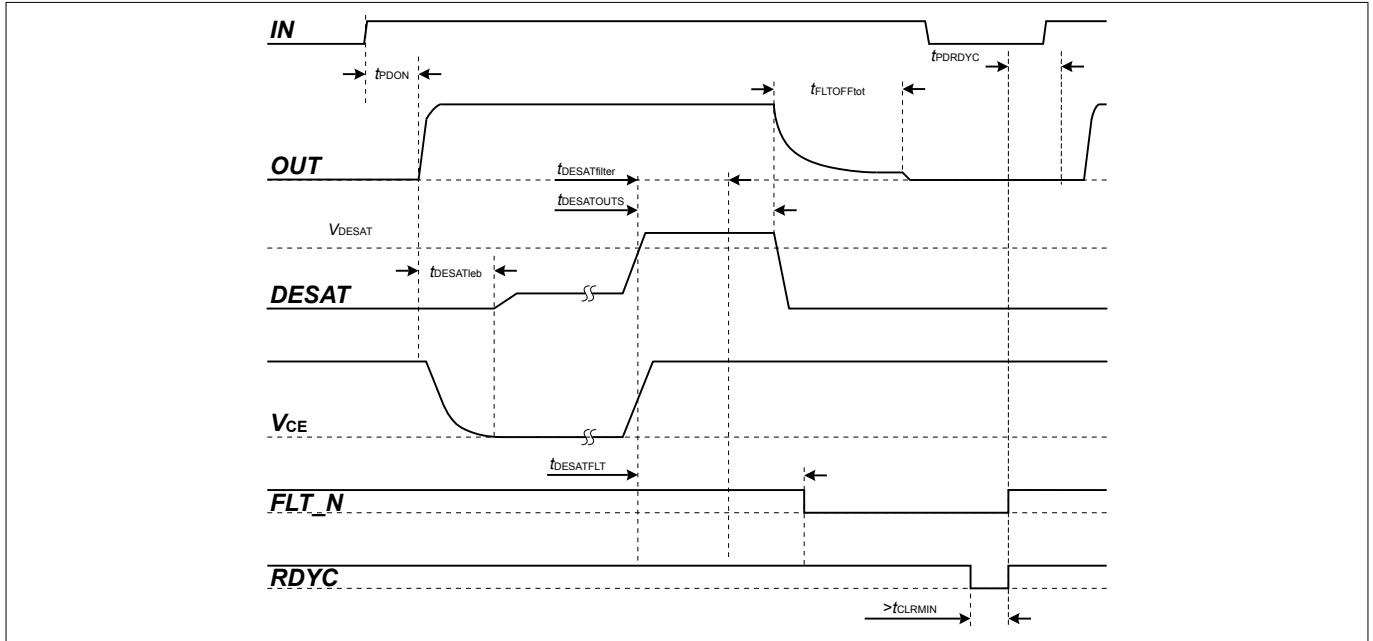 IN
tPDRDYC
tPDON
tFLTOFFtot
OUT
tDESATfilter
tDESATOUTS
VDESAT
tDESATleb
DESAT
VCE
tDESATFLT
FLT_N
RDYC
>tCLRMIN